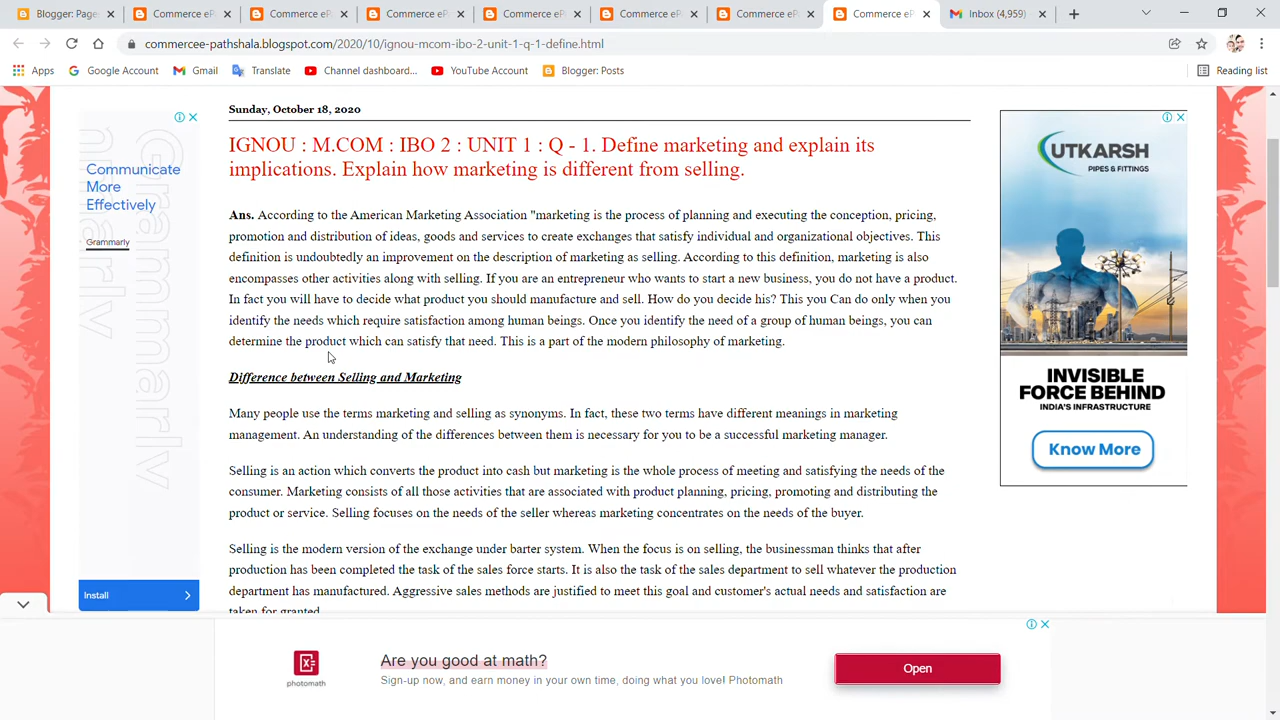 Blogger: Page
Commerce eP
Commerce eP
Commerce eP
Commerce eP
Commerce eP
Commerce eP
Commerce eP
Inbox (4,959)
commercee-pathshala.blogspot.com/2020/10/ignou-mcom-ibo-2-unit-1-q-1-define.html
Apps
Google Account
Gmail
Translate
Channel dashboard...
YouTube Account
Blogger: Posts
Reading list
Grammarly
Communicate
More
Effectively
Grammarly
Install
Sunday, October 18, 2020
IGNOU : M.COM : IBO 2 : UNIT 1 : Q - 1. Define marketing and explain its
implications. Explain how marketing is different from selling.
Ans. According to the American Marketing Association "marketing is the process of planning and executing the conception, pricing,
promotion and distribution of ideas, goods and services to create exchanges that satisfy individual and organizational objectives. This
definition is undoubtedly an improvement on the description of marketing as selling. According to this definition, marketing is also
encompasses other activities along with selling. If you are an entrepreneur who wants to start a new business, you do not have a product.
In fact you will have to decide what product you should manufacture and sell. How do you decide his? This you Can do only when you
identify the needs which require satisfaction among human beings. Once you identify the need of a group of human beings, you can
determine the product which can satisfy that need. This is a part of the modern philosophy of marketing.
Difference between Selling and Marketing
Many people use the terms marketing and selling as synonyms. In fact, these two terms have different meanings in marketing
management. An understanding of the differences between them is necessary for you to be a successful marketing manager.
Selling is an action which converts the product into cash but marketing is the whole process of meeting and satisfying the needs of the
consumer. Marketing consists of all those activities that are associated with product planning, pricing, promoting and distributing the
product or service. Selling focuses on the needs of the seller whereas marketing concentrates on the needs of the buyer.
Selling is the modern version of the exchange under barter system. When the focus is on selling, the businessman thinks that after
production has been completed the task of the sales force starts. It is also the task of the sales department to sell whatever the production
department has manufactured. Aggressive sales methods are justified to meet this goal and customer's actual needs and satisfaction are
taken for granted
UTKARSH
PIPES & FITTINGS
INVISIBLE
FORCE BEHIND
INDIA'S INFRASTRUCTURE
Know More
photomath
Are you good at math?
Sign-up now, and earn money in your own time, doing what you love! Photomath
Open